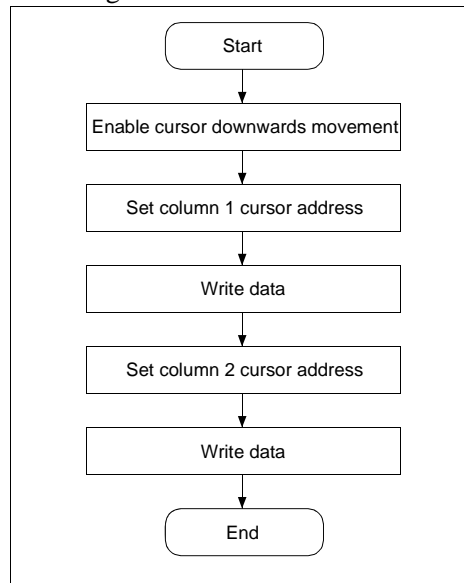 Start
Enable cursor downwards movement
Set column 1 cursor address
Write data
Set column 2 cursor address
Write data
End